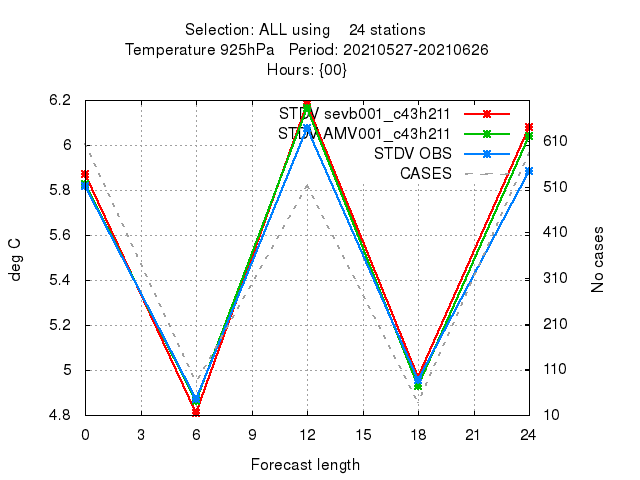 Selection: ALL using    24 stations
Temperature 925hPa   Period: 20210527-20210626
Hours: {00}
STDV sevb001_c43h211
STDV AMV001_c43h211
STDV OBS
CASES
6.2
6
5.8
5.6
5.4
5.2
5
4.8
deg C
610
510
410
310
210
110
10
No cases
0 3 6 9 12 15 18 21 24
Forecast length